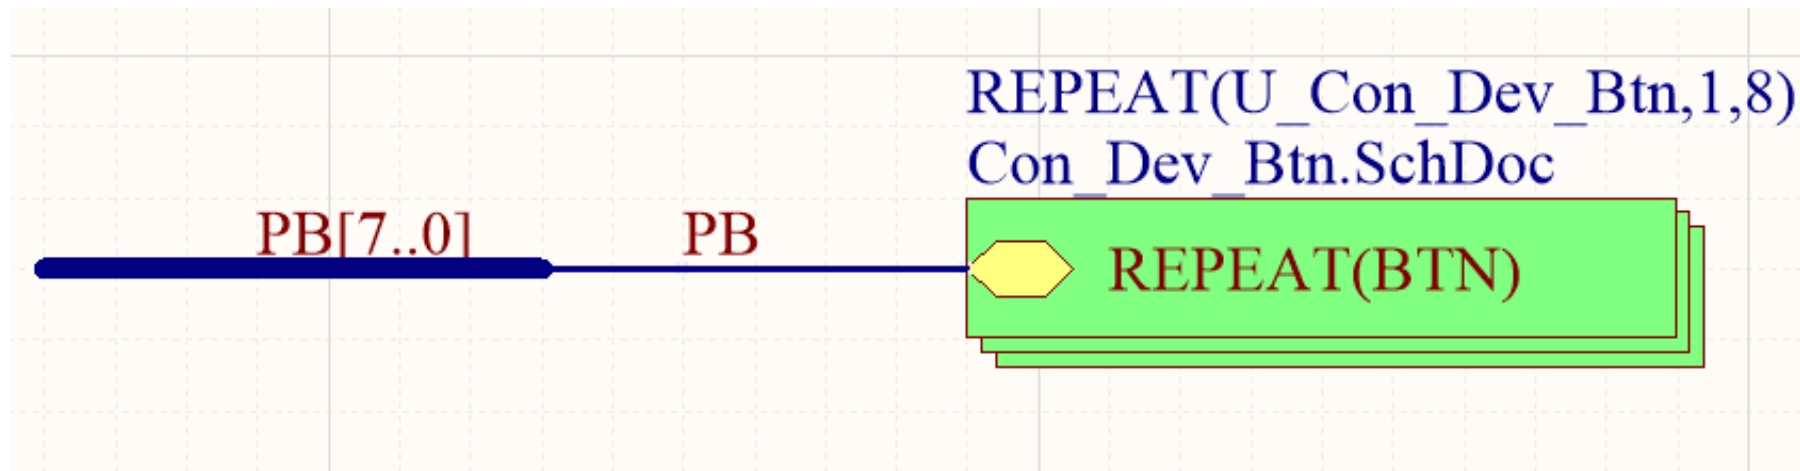 REPEAT(U_Con_Dev_Btn,1,8)
Con_Dev_Btn.SchDoc
PB[7..0]
PB
REPEAT(BTN)